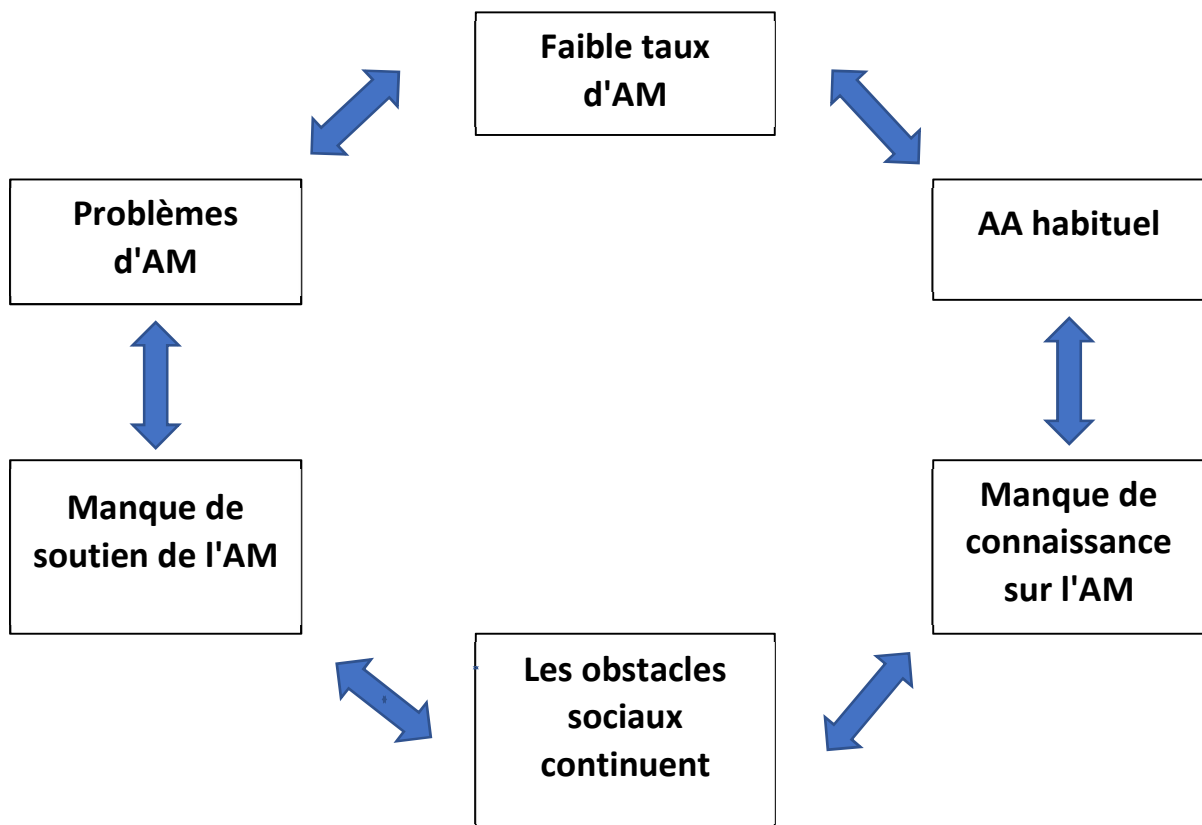 Faible taux
d'AM
Problèmes
d'AM
AA habituel
Manque de
soutien de l'AM
Manque de
connaissance
sur l'AM
Les obstacles
sociaux
continuent